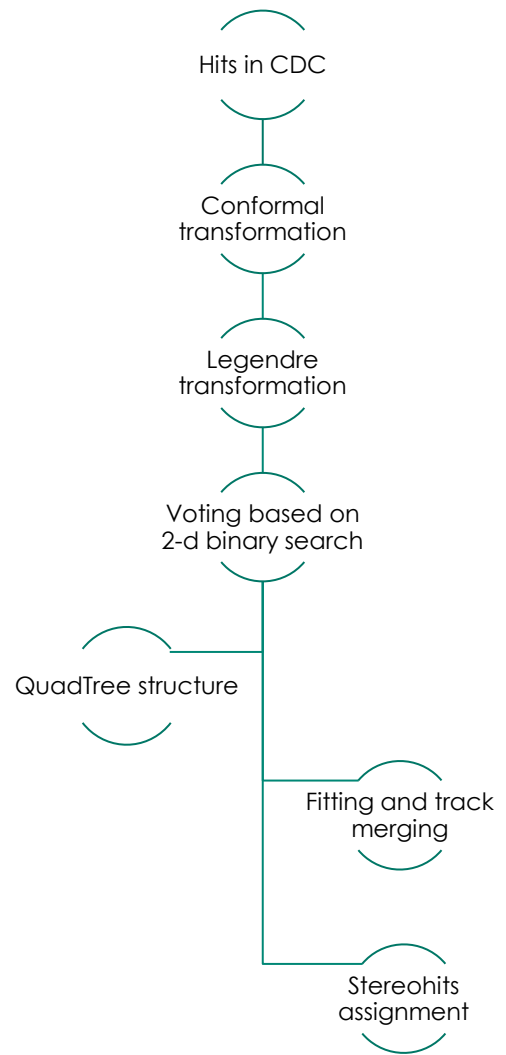 Hits in CDC
Conformal
transformation
Legendre
transformation
Voting based on
2-d binary search
QuadTree structure
Fitting and track
merging
Stereohits
assignment